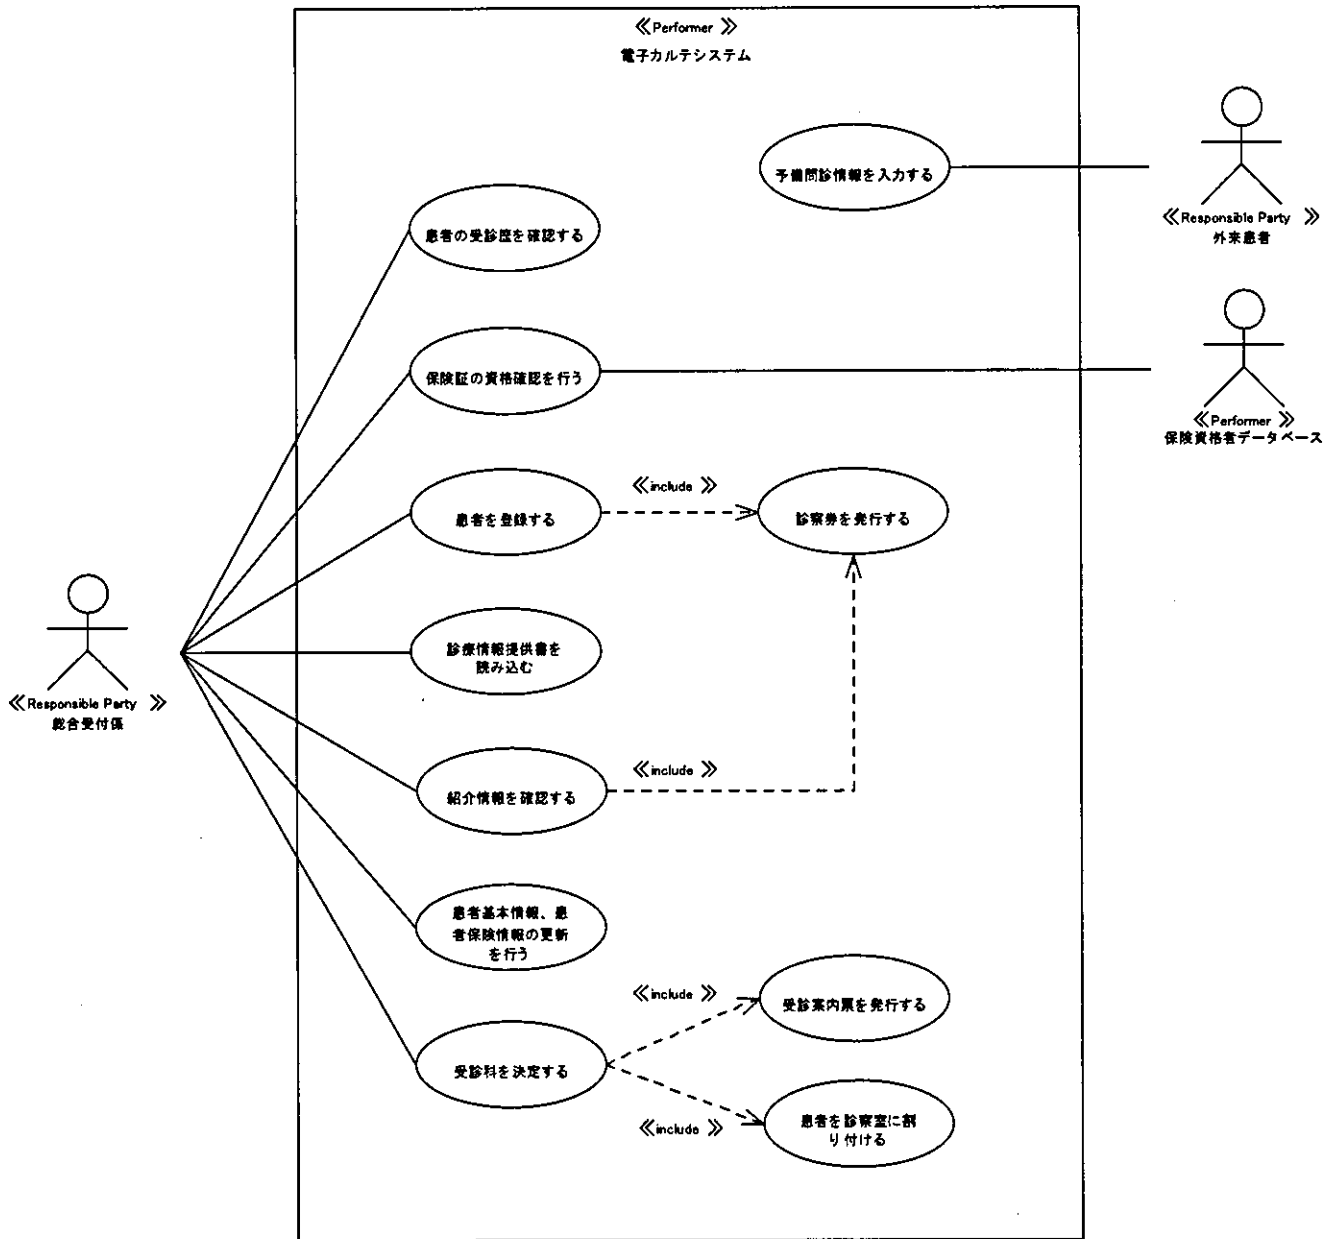 ≪Performer ≫
電子カルテシステム
予備問診情報を入力する
≪Responsible Party ≫
外来患者
患者の受診歴を確認する
保険証の資格確認を行う
≪Performer ≫
保険資格者データベース
患者を登録する
≪include ≫
診察券を発行する
≪Responsible Party ≫
総合受付係
診療情報提供書を
読み込む
紹介情報を確認する
≪include ≫
患者基本情報、患
者保険情報の更新
を行う
受診科を決定する
≪include ≫
受診案内票を発行する
≪include ≫
患者を診察室に割
り付ける